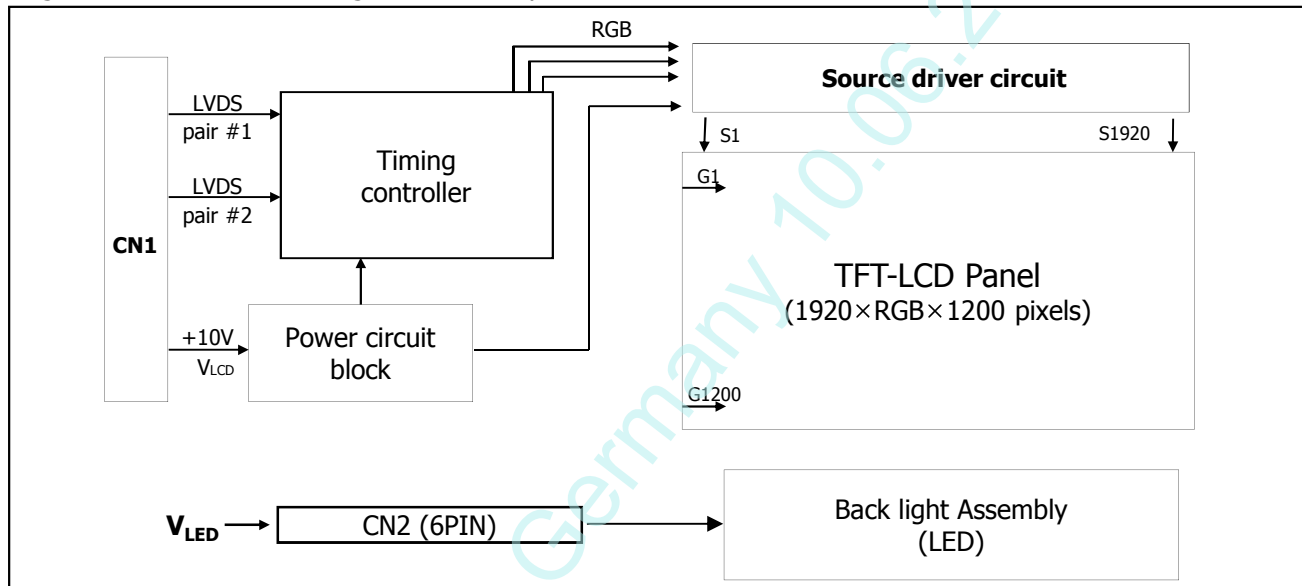 RGB
Source driver circuit
LVDS
pair #1
LVDS
pair #2
CN1
Timing
controller
S1
S1920
G1
TFT-LCD Panel
(1920×RGB×1200 pixels)
G1200
+10V
VLCD
Power circuit
block
VLED
CN2 (6PIN)
Back light Assembly
(LED)
Germany 10.06.2